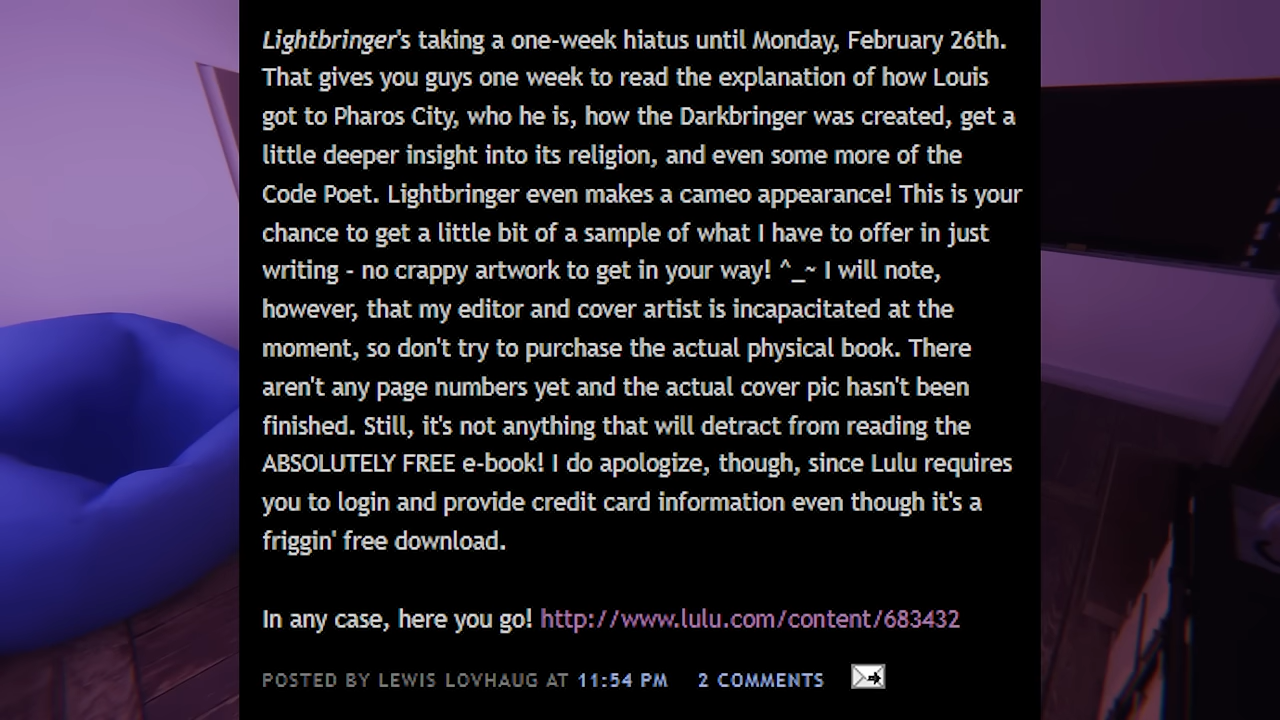 Lightbringer's taking a one-week hiatus until Monday, February 26th.
That gives you guys one week to read the explanation of how Louis
got to Pharos City, who he is, how the Darkbringer was created, get a
little deeper insight into its religion, and even some more of the
Code Poet. Lightbringer even makes a cameo appearance! This is your
chance to get a little bit of a sample of what I have to offer in just
writing - no crappy artwork to get in your way! ^_~ I will note,
however, that my editor and cover artist is incapacitated at the
moment, so don't try to purchase the actual physical book. There
aren't any page numbers yet and the actual cover pic hasn't been
finished. Still, it's not anything that will detract from reading the
ABSOLUTELY FREE e-book! I do apologize, though, since Lulu requires
you to login and provide credit card information even though it's a
friggin' free download.
In any case, here you go! http://www.lulu.com/content/683432
POSTED BY LEWIS LOVHAUG AT 11:54 PM 2 COMMENTS